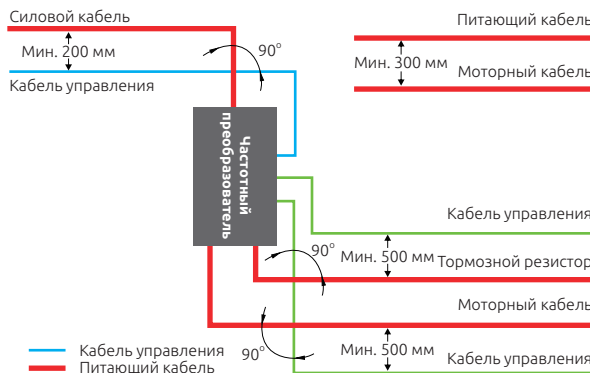 Силовой кабель
Мин. 200 мм
90°
Кабель управления
Питающий кабель
Мин. 300 мм
Моторный кабель
Частотный
преобразователь
Кабель управления
90°
Мин. 500 мм
Тормозной резистор
Моторный кабель
90°
Мин. 500 мм
Кабель управления
Кабель управления
Питающий кабель